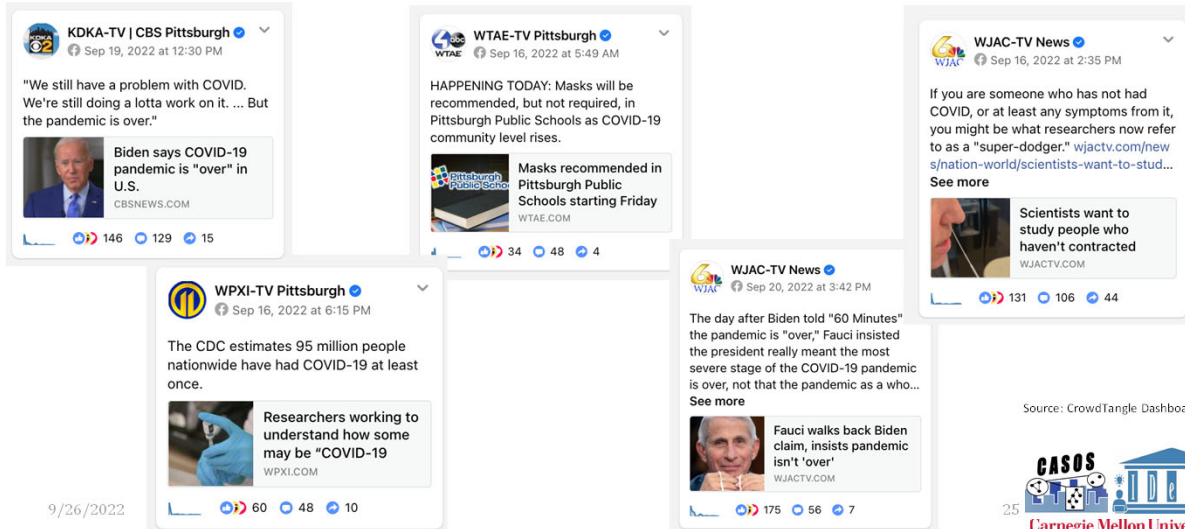 KDKA-TV | CBS Pittsburgh
Sep 19, 2022 at 12:30 PM
"We still have a problem with COVID.
We're still doing a lotta work on it. ... But
the pandemic is over."
Biden says COVID-19
pandemic is "over" in
U.S.
CBSNEWS.COM
146 129 15
WTAE-TV Pittsburgh
Sep 16, 2022 at 5:49 AM
HAPPENING TODAY: Masks will be
recommended, but not required, in
Pittsburgh Public Schools as COVID-19
community level rises.
Pittsburgh
Public Schoo
Masks recommended in
Pittsburgh Public
Schools starting Friday
WTAE.COM
34 48 4
WJAC-TV News
Sep 16, 2022 at 2:35 PM
If you are someone who has not had
COVID, or at least any symptoms from it,
you might be what researchers now refer
to as a "super-dodger." wjactv.com/new
s/nation-world/scientists-want-to-stud...
See more
Scientists want to
study people who
haven't contracted
WJACTV.COM
131 106 44
WPXI-TV Pittsburgh
Sep 16, 2022 at 6:15 PM
The CDC estimates 95 million people
nationwide have had COVID-19 at least
once.
Researchers working to
understand how some
may be “COVID-19
WPXI.COM
60 48 10
WJAC-TV News
Sep 20, 2022 at 3:42 PM
The day after Biden told "60 Minutes"
the pandemic is "over," Fauci insisted
the president really meant the most
severe stage of the COVID-19 pandemic
is over, not that the pandemic as a who...
See more
Fauci walks back Biden
claim, insists pandemic
isn't 'over'
WJACTV.COM
175 56 7
Source: CrowdTangle Dashboa
9/26/2022
25
CASOS
IDe
Carnegie Mellon Unive